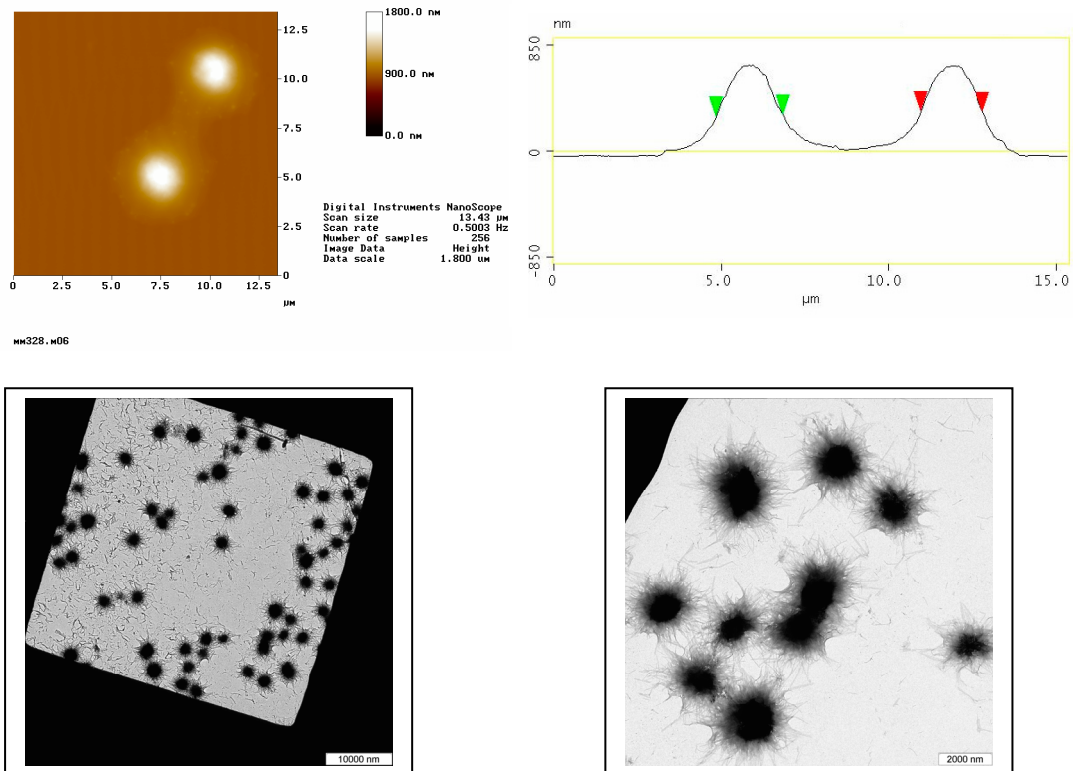 1800.0 nm
900.0 nm
0.0 nm
12.5
10.0
7.5
5.0
2.5
0
0 2.5 5.0 7.5 10.0 12.5
μM
Digital Instruments NanoScope
Scan size 13.43 μm
Scan rate 0.5003 Hz
Number of samples 256
Image Data Height
Data scale 1.800 um
мм328.м06
nm
850
0
-850
0 5.0 10.0 15.0
μm
10000 nm
2000 nm